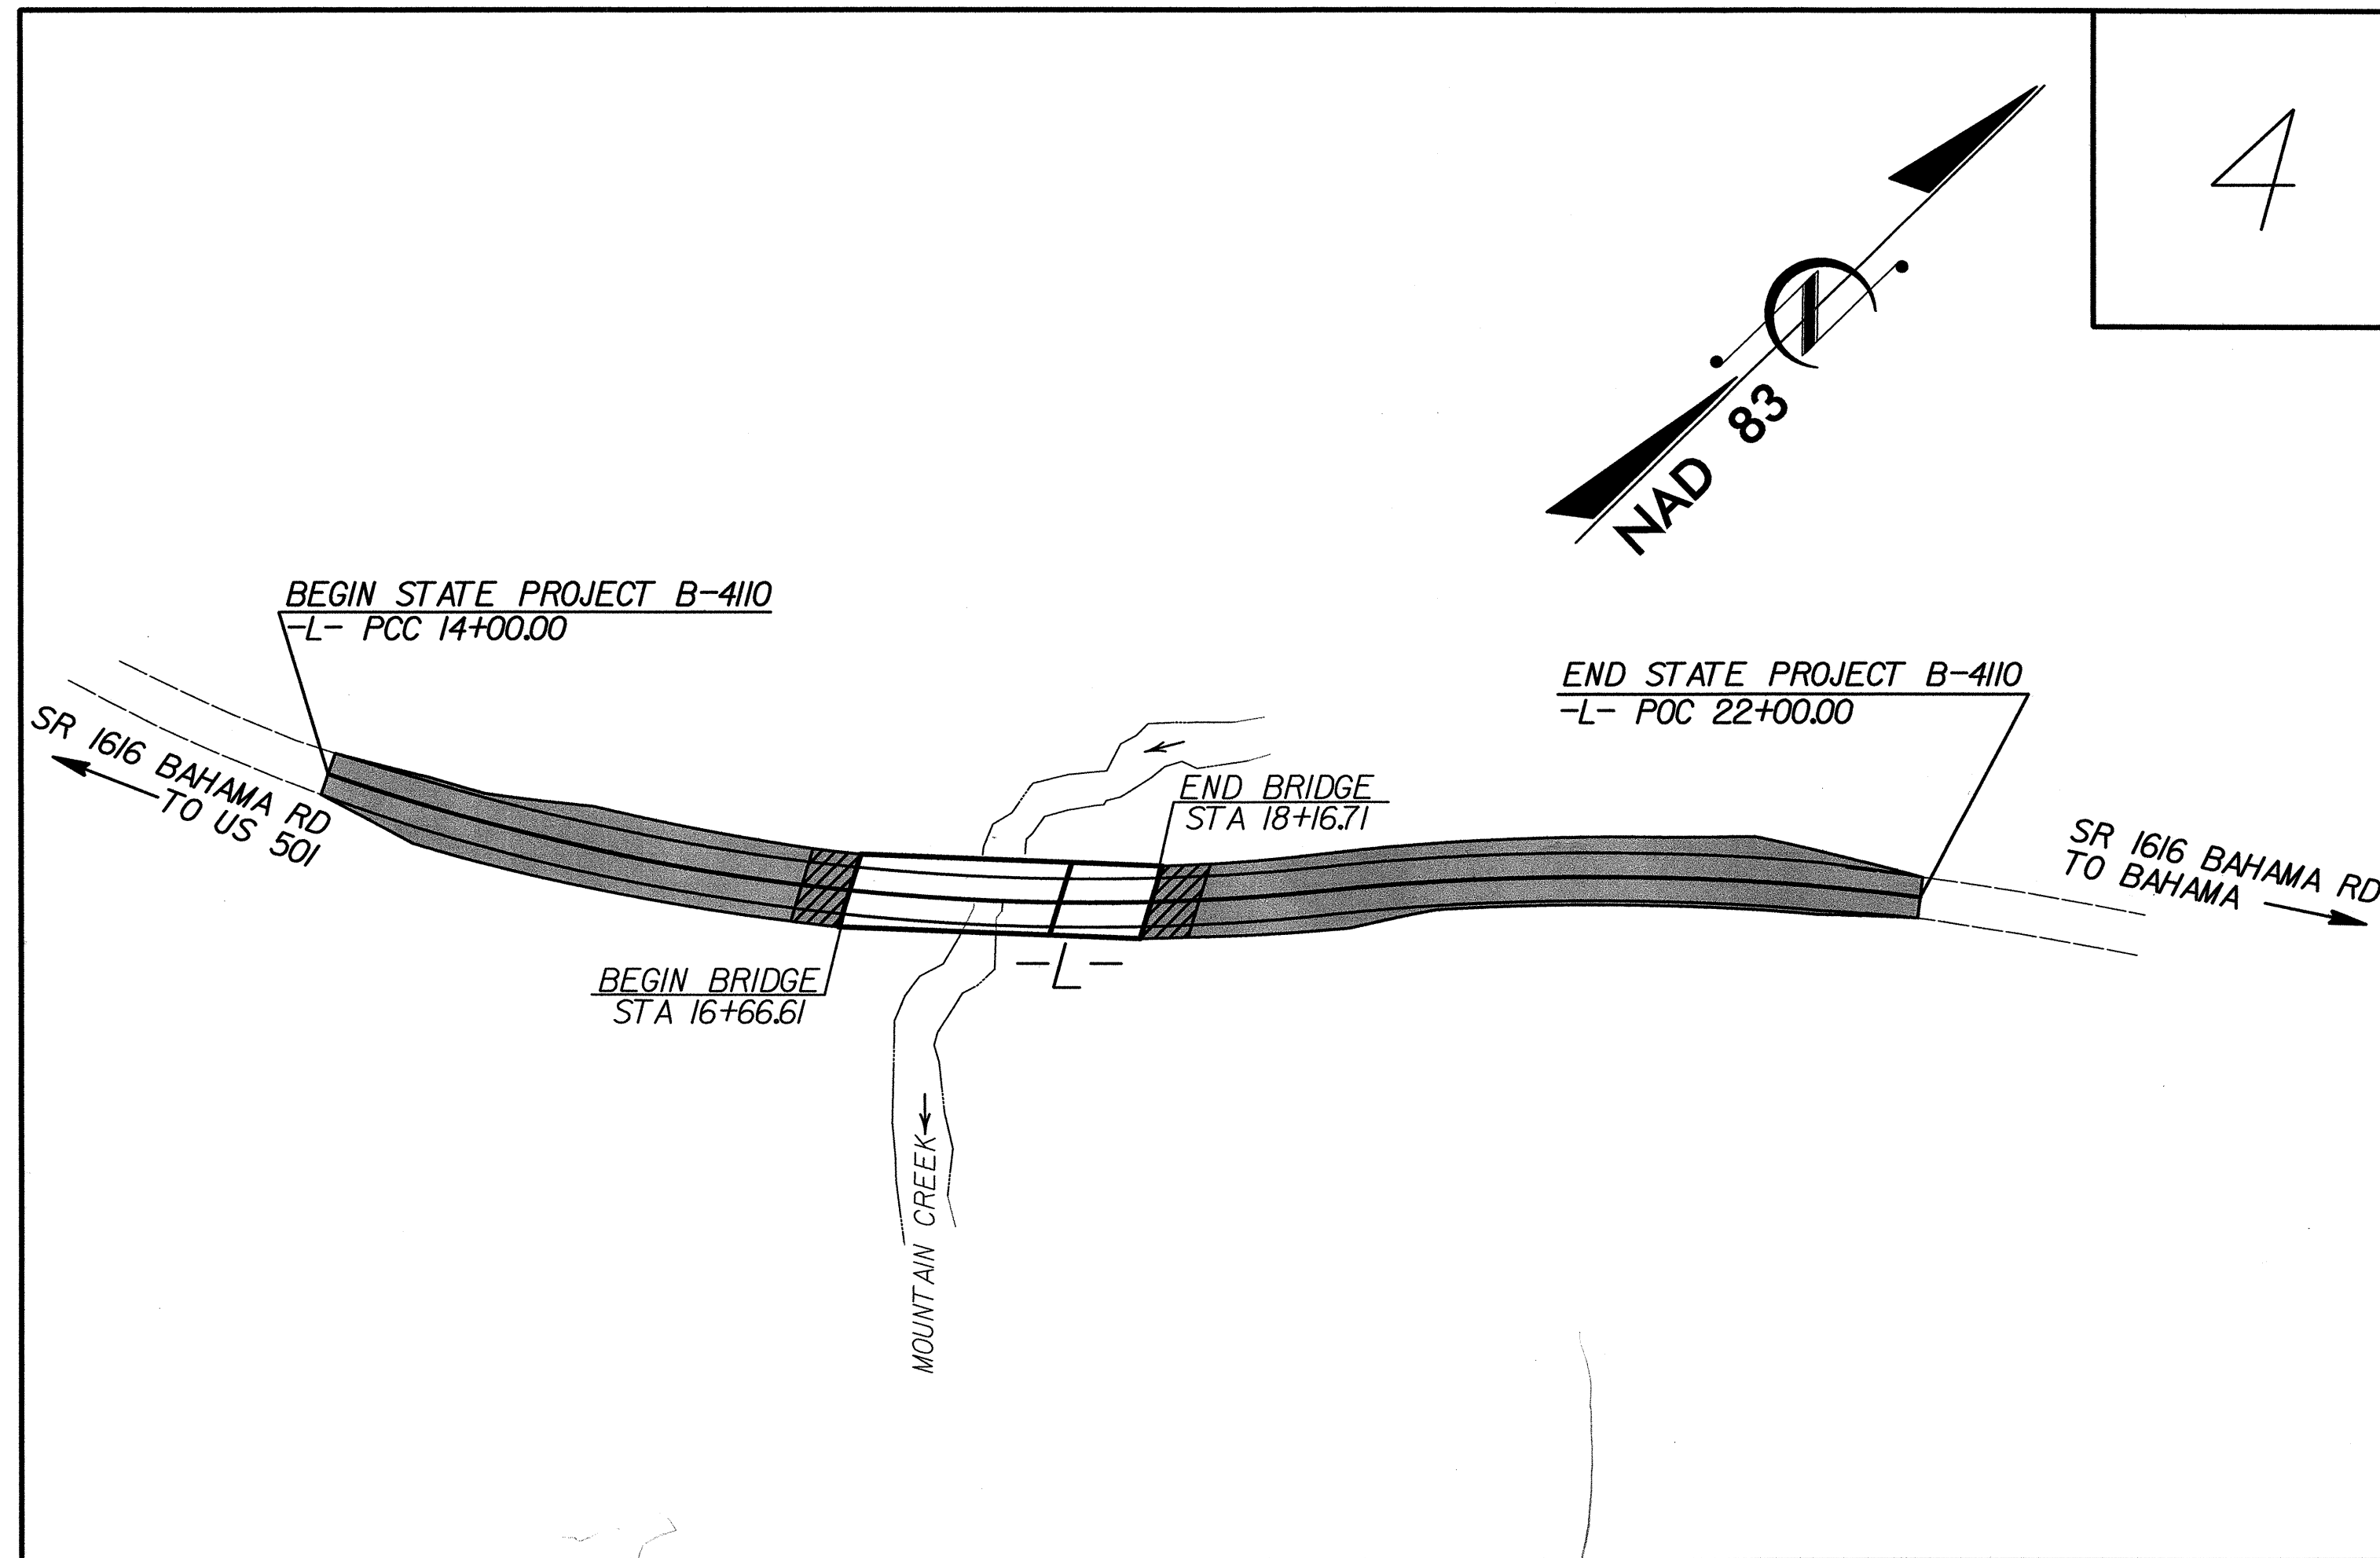 4
NAD 83
BEGIN STATE PROJECT B-4110
-L- PCC 14+00.00
END STATE PROJECT B-4110
-L- POC 22+00.00
SR 1616 BAHAMA RD
TO US 501
END BRIDGE
STA 18+16.71
SR 1616 BAHAMA RD
TO BAHAMA
-L-
BEGIN BRIDGE
STA 16+66.61
MOUNTAIN CREEK